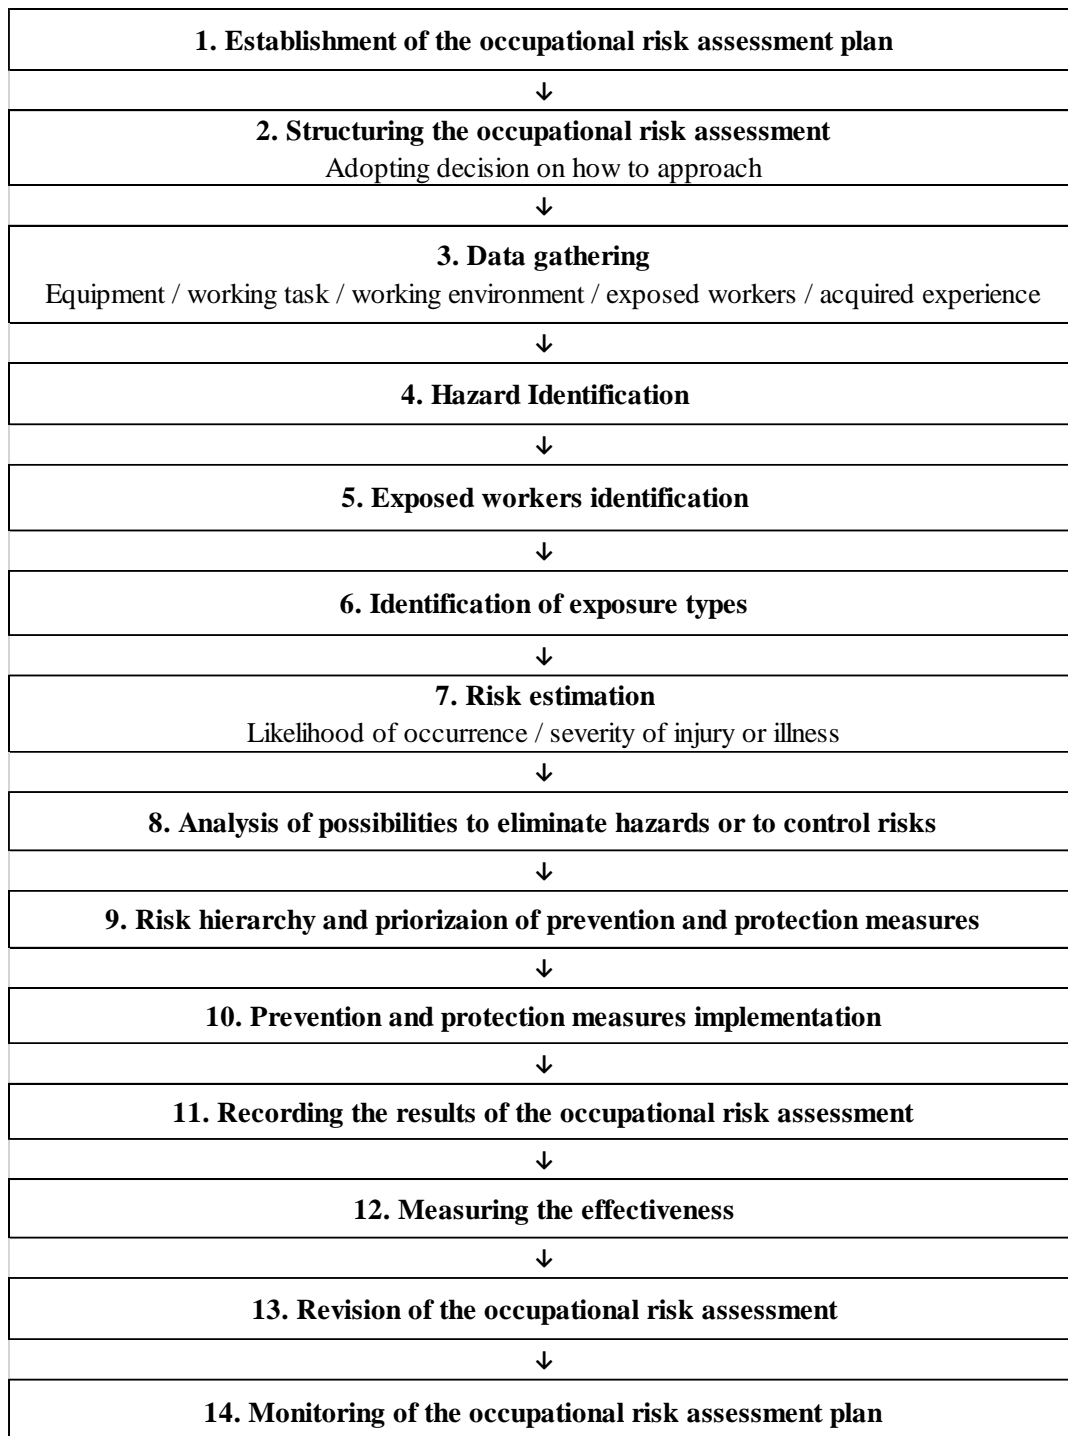 1. Establishment of the occupational risk assessment plan
↓
2. Structuring the occupational risk assessment
Adopting decision on how to approach
↓
3. Data gathering
Equipment / working task / working environment / exposed workers / acquired experience
↓
4. Hazard Identification
↓
5. Exposed workers identification
↓
6. Identification of exposure types
↓
7. Risk estimation
Likelihood of occurrence / severity of injury or illness
↓
8. Analysis of possibilities to eliminate hazards or to control risks
↓
9. Risk hierarchy and priorizaion of prevention and protection measures
↓
10. Prevention and protection measures implementation
↓
11. Recording the results of the occupational risk assessment
↓
12. Measuring the effectiveness
↓
13. Revision of the occupational risk assessment
↓
14. Monitoring of the occupational risk assessment plan